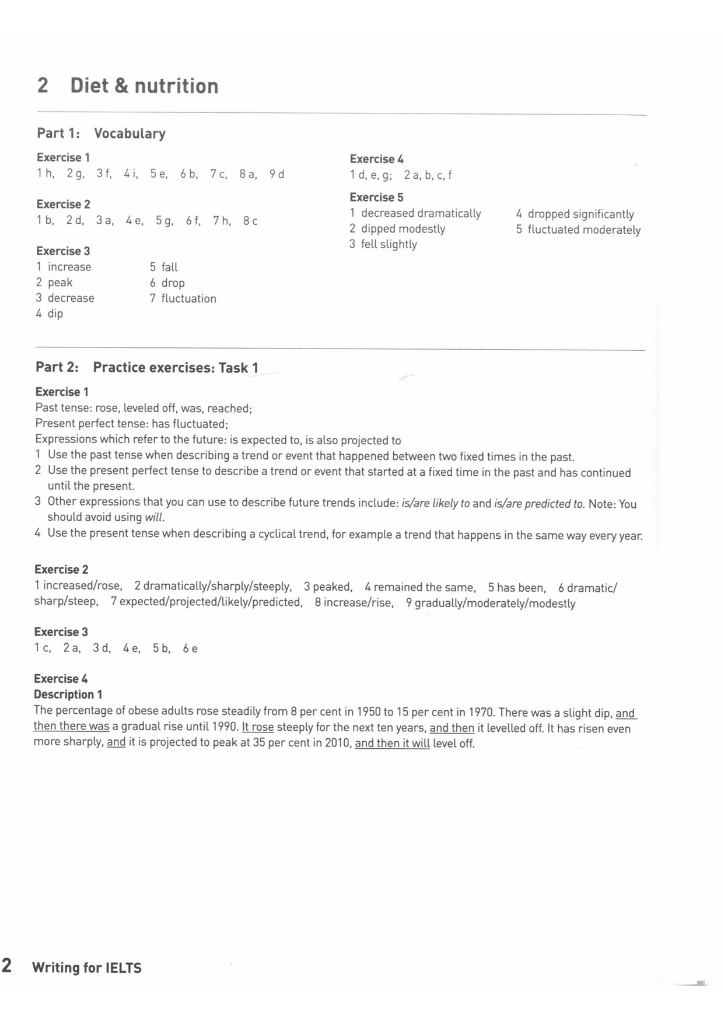 2 Diet & nutrition
Part 1: Vocabulary
Exercise 1
1 h, 2 g, 3 f, 4 i, 5 e, 6 b, 7 c, 8 a, 9 d
Exercise 2
1 b, 2 d, 3 a, 4 e, 5 g, 6 f, 7 h, 8 c
Exercise 3
1 increase 5 fall
2 peak 6 drop
3 decrease 7 fluctuation
4 dip
Exercise 4
1 d, e, g; 2 a, b, c, f
Exercise 5
1 decreased dramatically 4 dropped significantly
2 dipped modestly 5 fluctuated moderately
3 fell slightly
Part 2: Practice exercises: Task 1
Exercise 1
Past tense: rose, leveled off, was, reached;
Present perfect tense: has fluctuated;
Expressions which refer to the future: is expected to, is also projected to
1 Use the past tense when describing a trend or event that happened between two fixed times in the past.
2 Use the present perfect tense to describe a trend or event that started at a fixed time in the past and has continued
until the present.
3 Other expressions that you can use to describe future trends include: is/are likely to and is/are predicted to. Note: You
should avoid using will.
4 Use the present tense when describing a cyclical trend, for example a trend that happens in the same way every year.
Exercise 2
1 increased/rose, 2 dramatically/sharply/steeply, 3 peaked, 4 remained the same, 5 has been, 6 dramatic/
sharp/steep, 7 expected/projected/likely/predicted, 8 increase/rise, 9 gradually/moderately/modestly
Exercise 3
1 c, 2 a, 3 d, 4 e, 5 b, 6 e
Exercise 4
Description 1
The percentage of obese adults rose steadily from 8 per cent in 1950 to 15 per cent in 1970. There was a slight dip, and
then there was a gradual rise until 1990. It rose steeply for the next ten years, and then it levelled off. It has risen even
more sharply, and it is projected to peak at 35 per cent in 2010, and then it will level off.
2 Writing for IELTS